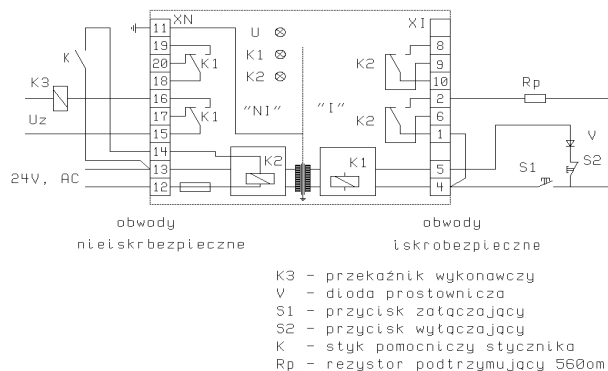 XN
XI
11
19
20
18
16
17
15
14
13
12
K
K3
Uz
24V, AC
K1
K1
U
K1
K2
"NI"
"I"
K2
K1
K2
K2
8
9
10
2
6
1
5
4
Rp
V
S1
S2
obwody
nieiskrbezpieczne
obwody
iskrobezpieczne
K3 - przekaźnik wykonawczy
V - dioda prostownicza
S1 - przycisk załączający
S2 - przycisk wyłączający
K - styk pomocniczy stycznika
Rp - rezystor podtrzymujący 560om